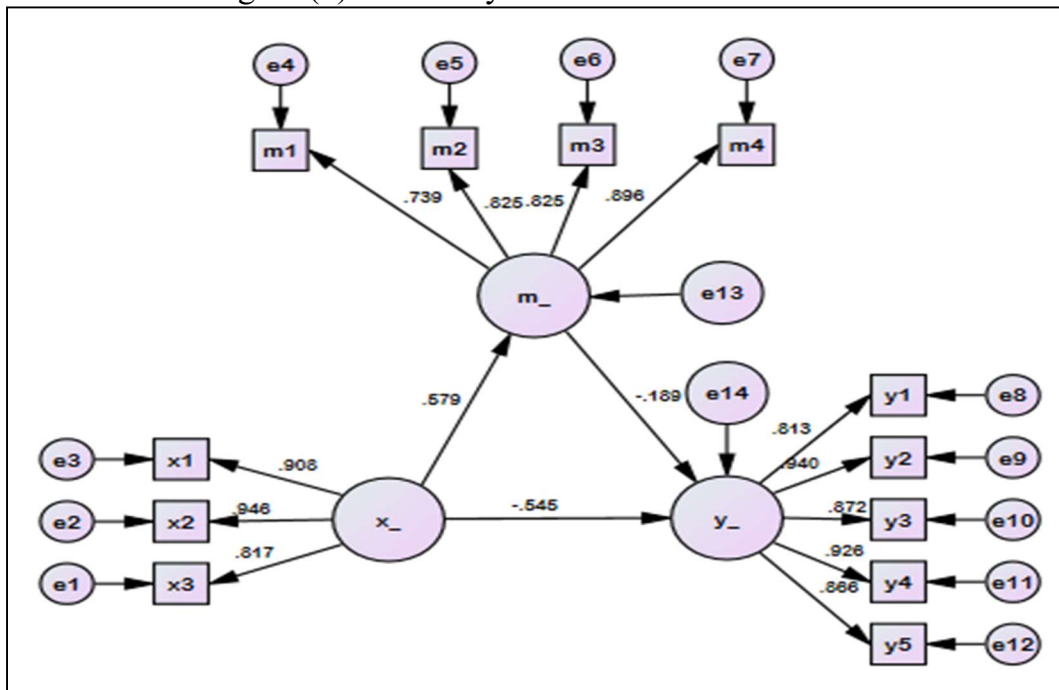 e4
e5
e6
e7
m1
m2
m3
m4
.739
.825
.825
.896
m_
e13
.579
-.189
e14
y1
e8
.813
e3
x1
.908
.940
y2
e9
e2
x2
.946
x_
-.545
y_
.872
y3
e10
e1
x3
.817
.926
y4
e11
.866
y5
e12